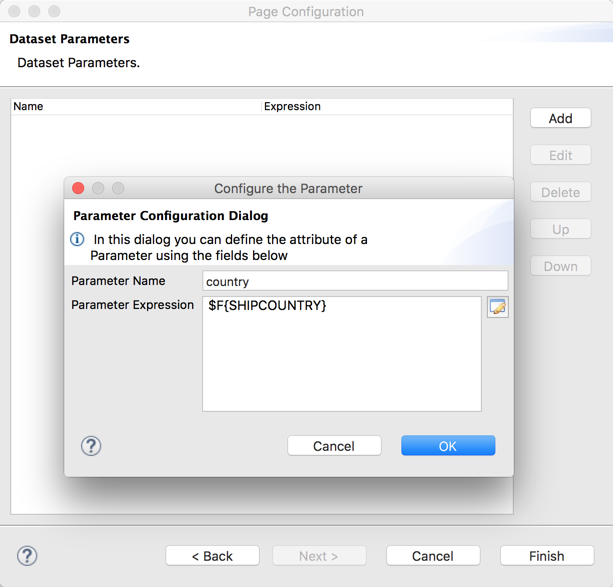 Page Configuration
Dataset Parameters
Dataset Parameters.
Name Expression
Add
Edit
Delete
Up
Down
Configure the Parameter
Parameter Configuration Dialog
In this dialog you can define the attribute of a
Parameter using the fields below
Parameter Name country
Parameter Expression $F{SHIPCOUNTRY}
? Cancel OK
? < Back Next > Cancel Finish